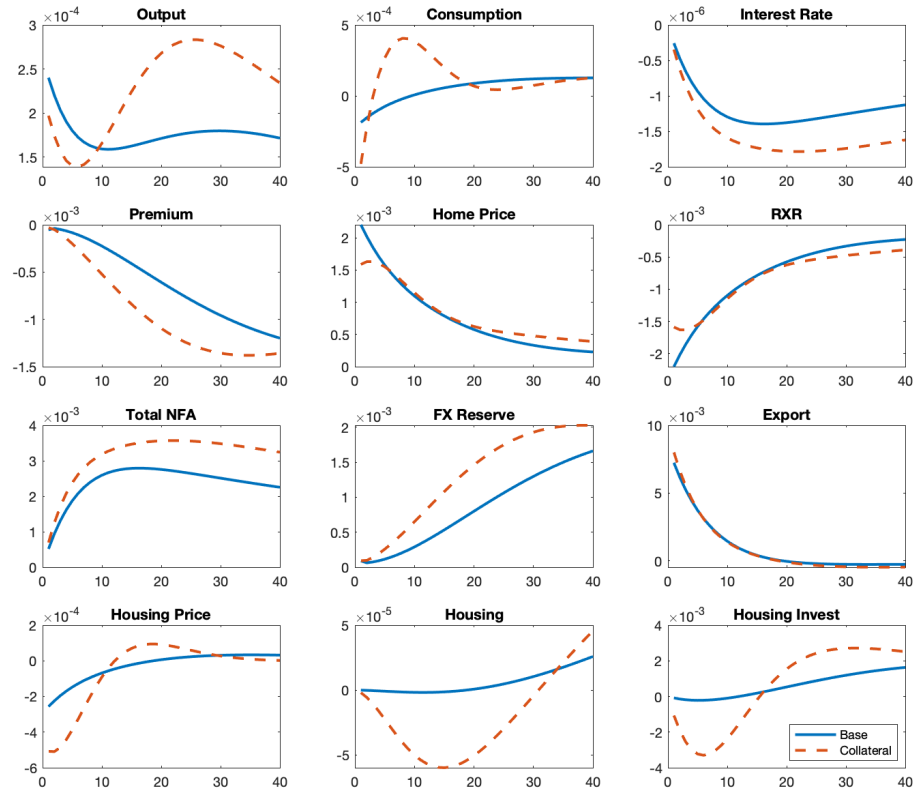 Output
×10⁻⁴
3
2.5
2
1.5
0 10 20 30 40
Consumption
×10⁻⁴
5
0
-5
0 10 20 30 40
Interest Rate
×10⁻⁶
0
-0.5
-1
-1.5
-2
0 10 20 30 40
Premium
×10⁻³
0
-0.5
-1
-1.5
0 10 20 30 40
Home Price
×10⁻³
2
1.5
1
0.5
0
0 10 20 30 40
RXR
×10⁻³
0
-0.5
-1
-1.5
-2
0 10 20 30 40
Total NFA
×10⁻³
4
3
2
1
0
0 10 20 30 40
FX Reserve
×10⁻³
2
1.5
1
0.5
0
0 10 20 30 40
Export
×10⁻³
10
5
0
0 10 20 30 40
Housing Price
×10⁻⁴
2
0
-2
-4
-6
0 10 20 30 40
Housing
×10⁻⁵
5
0
-5
0 10 20 30 40
Housing Invest
×10⁻³
4
2
0
-2
-4
0 10 20 30 40
Base
Collateral